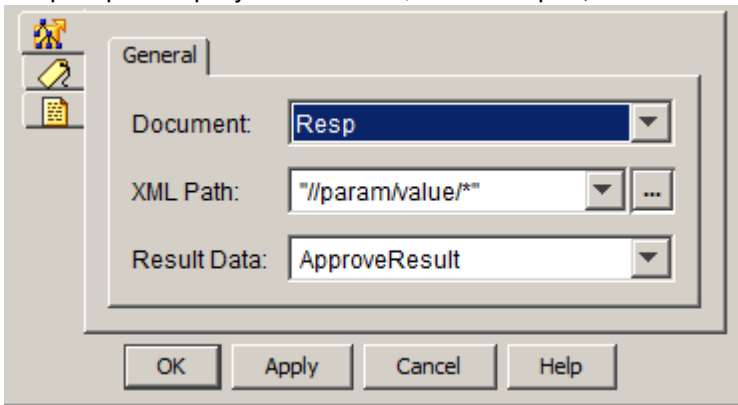 General
Document: Resp
XML Path: "//param/value/*" ...
Result Data: ApproveResult
OK Apply Cancel Help